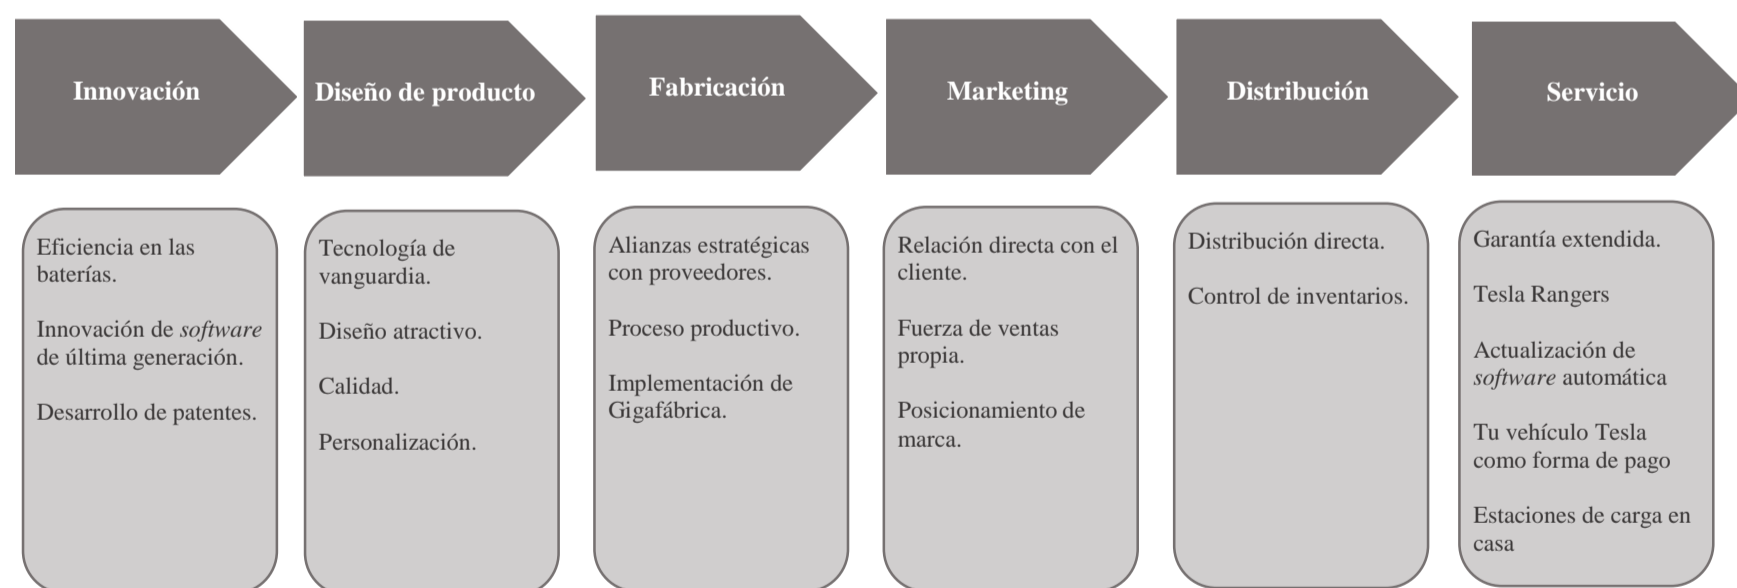 Innovación
Diseño de producto
Fabricación
Marketing
Distribución
Servicio
Eficiencia en las
baterías.
Innovación de software
de última generación.
Desarrollo de patentes.
Tecnología de
vanguardia.
Diseño atractivo.
Calidad.
Personalización.
Alianzas estratégicas
con proveedores.
Proceso productivo.
Implementación de
Gigafábrica.
Relación directa con el
cliente.
Fuerza de ventas
propia.
Posicionamiento de
marca.
Distribución directa.
Control de inventarios.
Garantía extendida.
Tesla Rangers
Actualización de
software automática
Tu vehículo Tesla
como forma de pago
Estaciones de carga en
casa